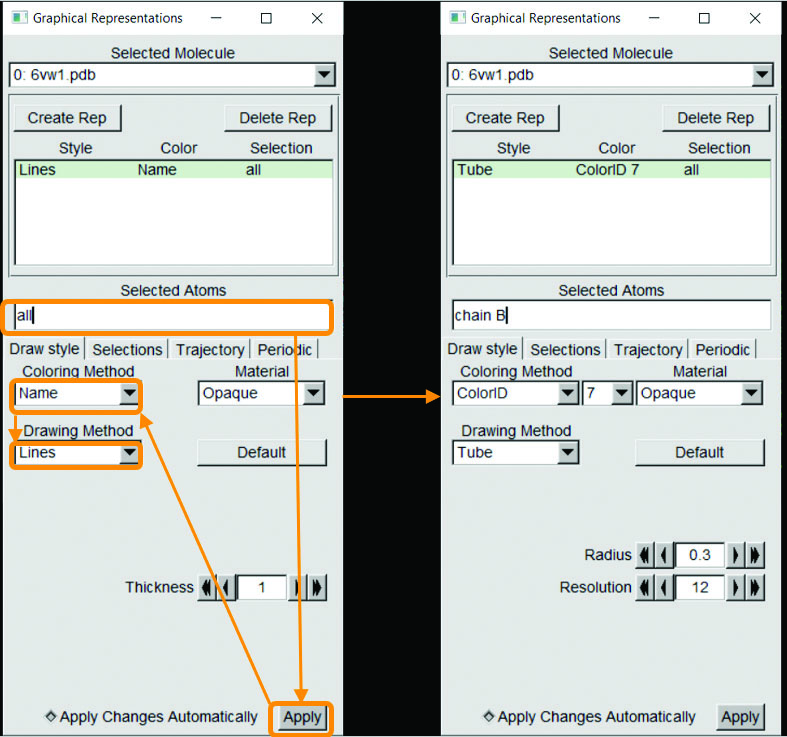 Graphical Representations
Selected Molecule
0: 6vw1.pdb
Create Rep Delete Rep
Style Color Selection
Lines Name all
Selected Atoms
all
Draw style Selections Trajectory Periodic
Coloring Method Material
Name Opaque
Drawing Method
Lines Default
Thickness 1
Apply Changes Automatically Apply
Graphical Representations
Selected Molecule
0: 6vw1.pdb
Create Rep Delete Rep
Style Color Selection
Tube ColorID 7 all
Selected Atoms
chain B
Draw style Selections Trajectory Periodic
Coloring Method Material
ColorID 7 Opaque
Drawing Method
Tube Default
Radius 0.3
Resolution 12
Apply Changes Automatically Apply